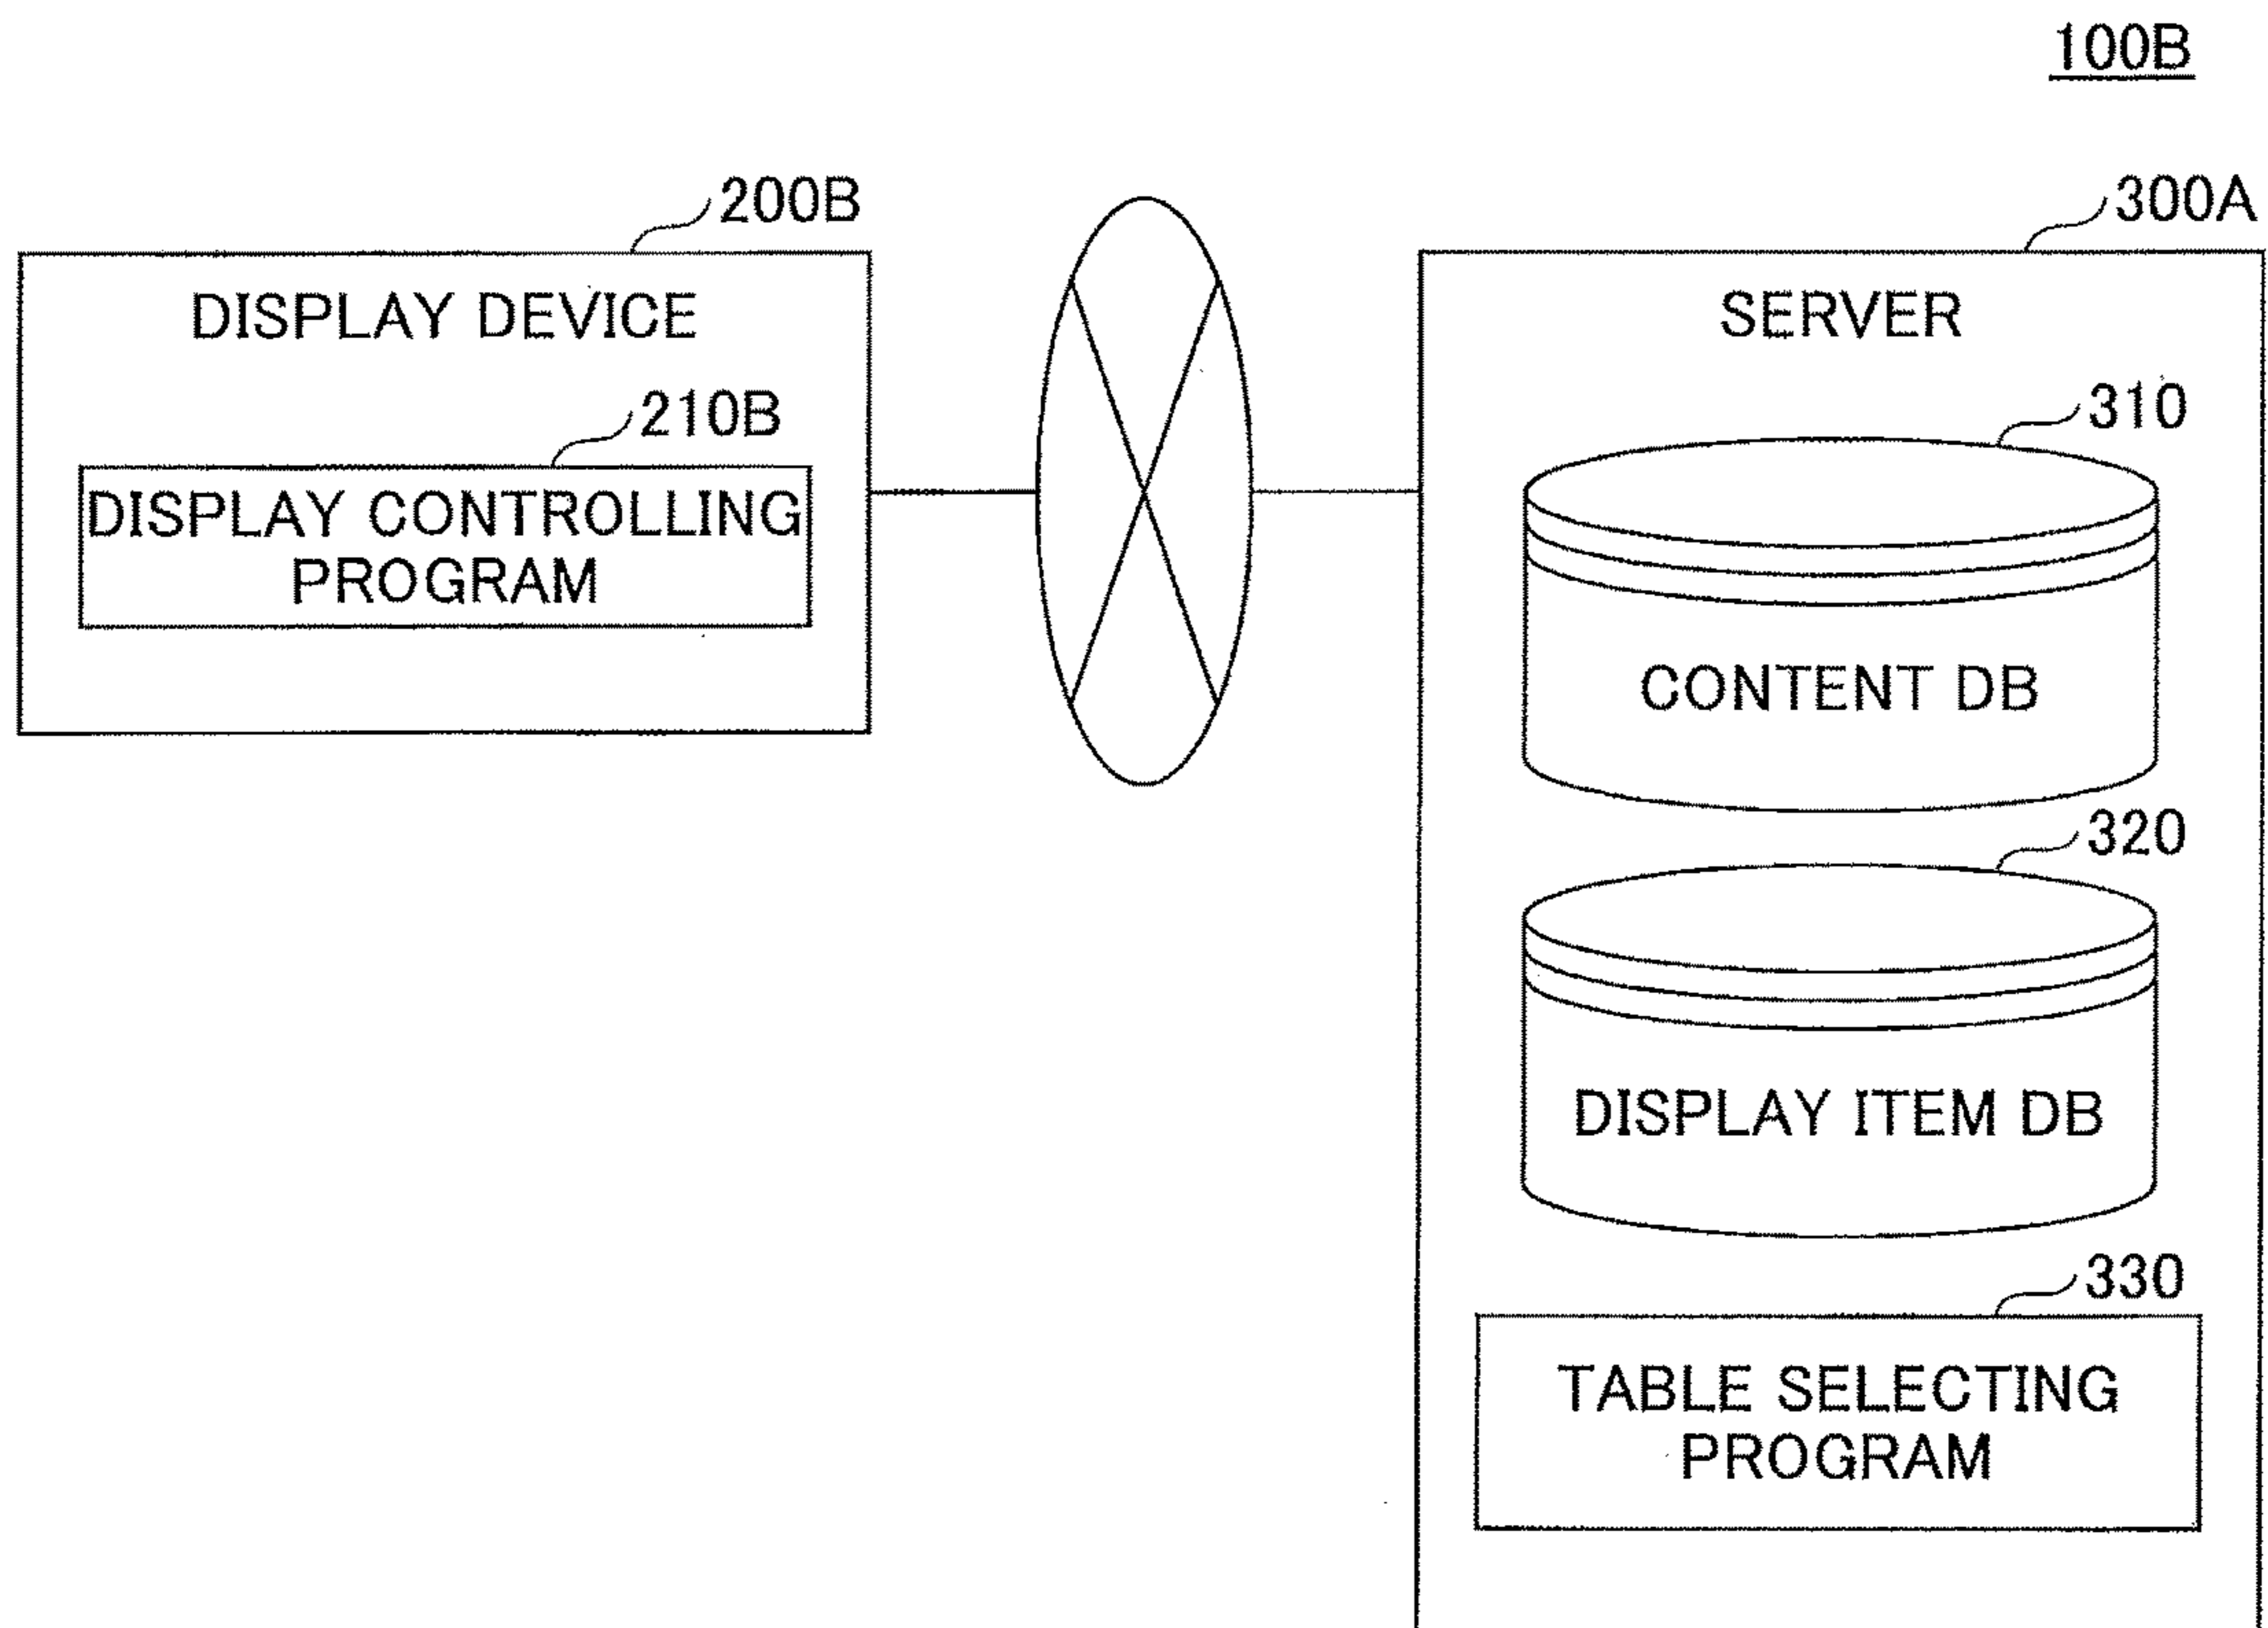 100B
200B
DISPLAY DEVICE
210B
DISPLAY CONTROLLING
PROGRAM
300A
SERVER
310
CONTENT DB
320
DISPLAY ITEM DB
330
TABLE SELECTING
PROGRAM